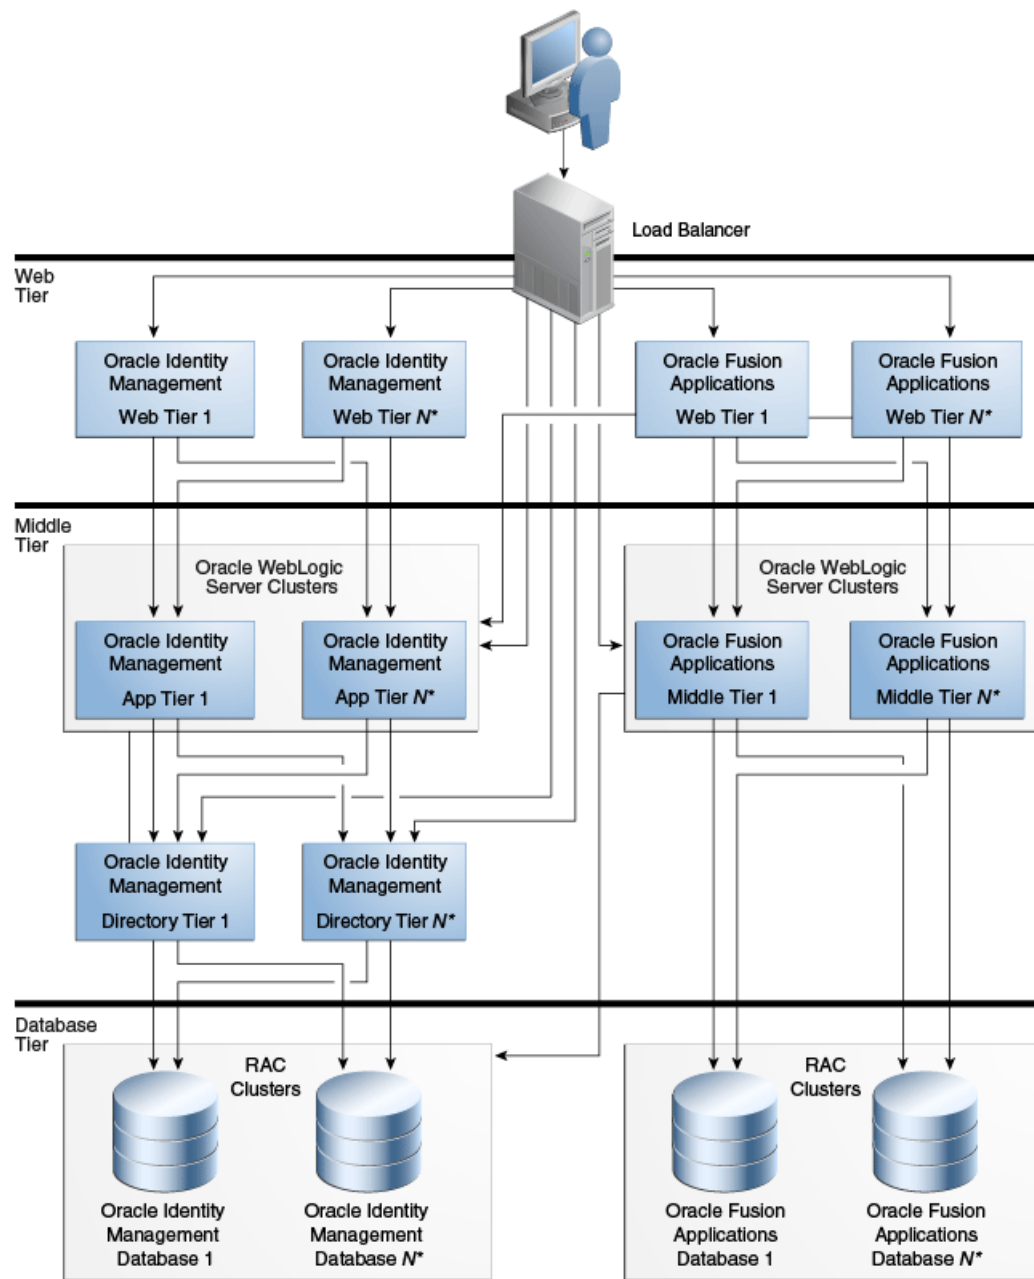 Load Balancer
Web
Tier
Oracle Identity
Management
Web Tier 1
Oracle Identity
Management
Web Tier N*
Oracle Fusion
Applications
Web Tier 1
Oracle Fusion
Applications
Web Tier N*
Middle
Tier
Oracle WebLogic
Server Clusters
Oracle WebLogic
Server Clusters
Oracle Identity
Management
App Tier 1
Oracle Identity
Management
App Tier N*
Oracle Fusion
Applications
Middle Tier 1
Oracle Fusion
Applications
Middle Tier N*
Oracle Identity
Management
Directory Tier 1
Oracle Identity
Management
Directory Tier N*
Database
Tier
RAC
Clusters
RAC
Clusters
Oracle Identity
Management
Database 1
Oracle Identity
Management
Database N*
Oracle Fusion
Applications
Database 1
Oracle Fusion
Applications
Database N*